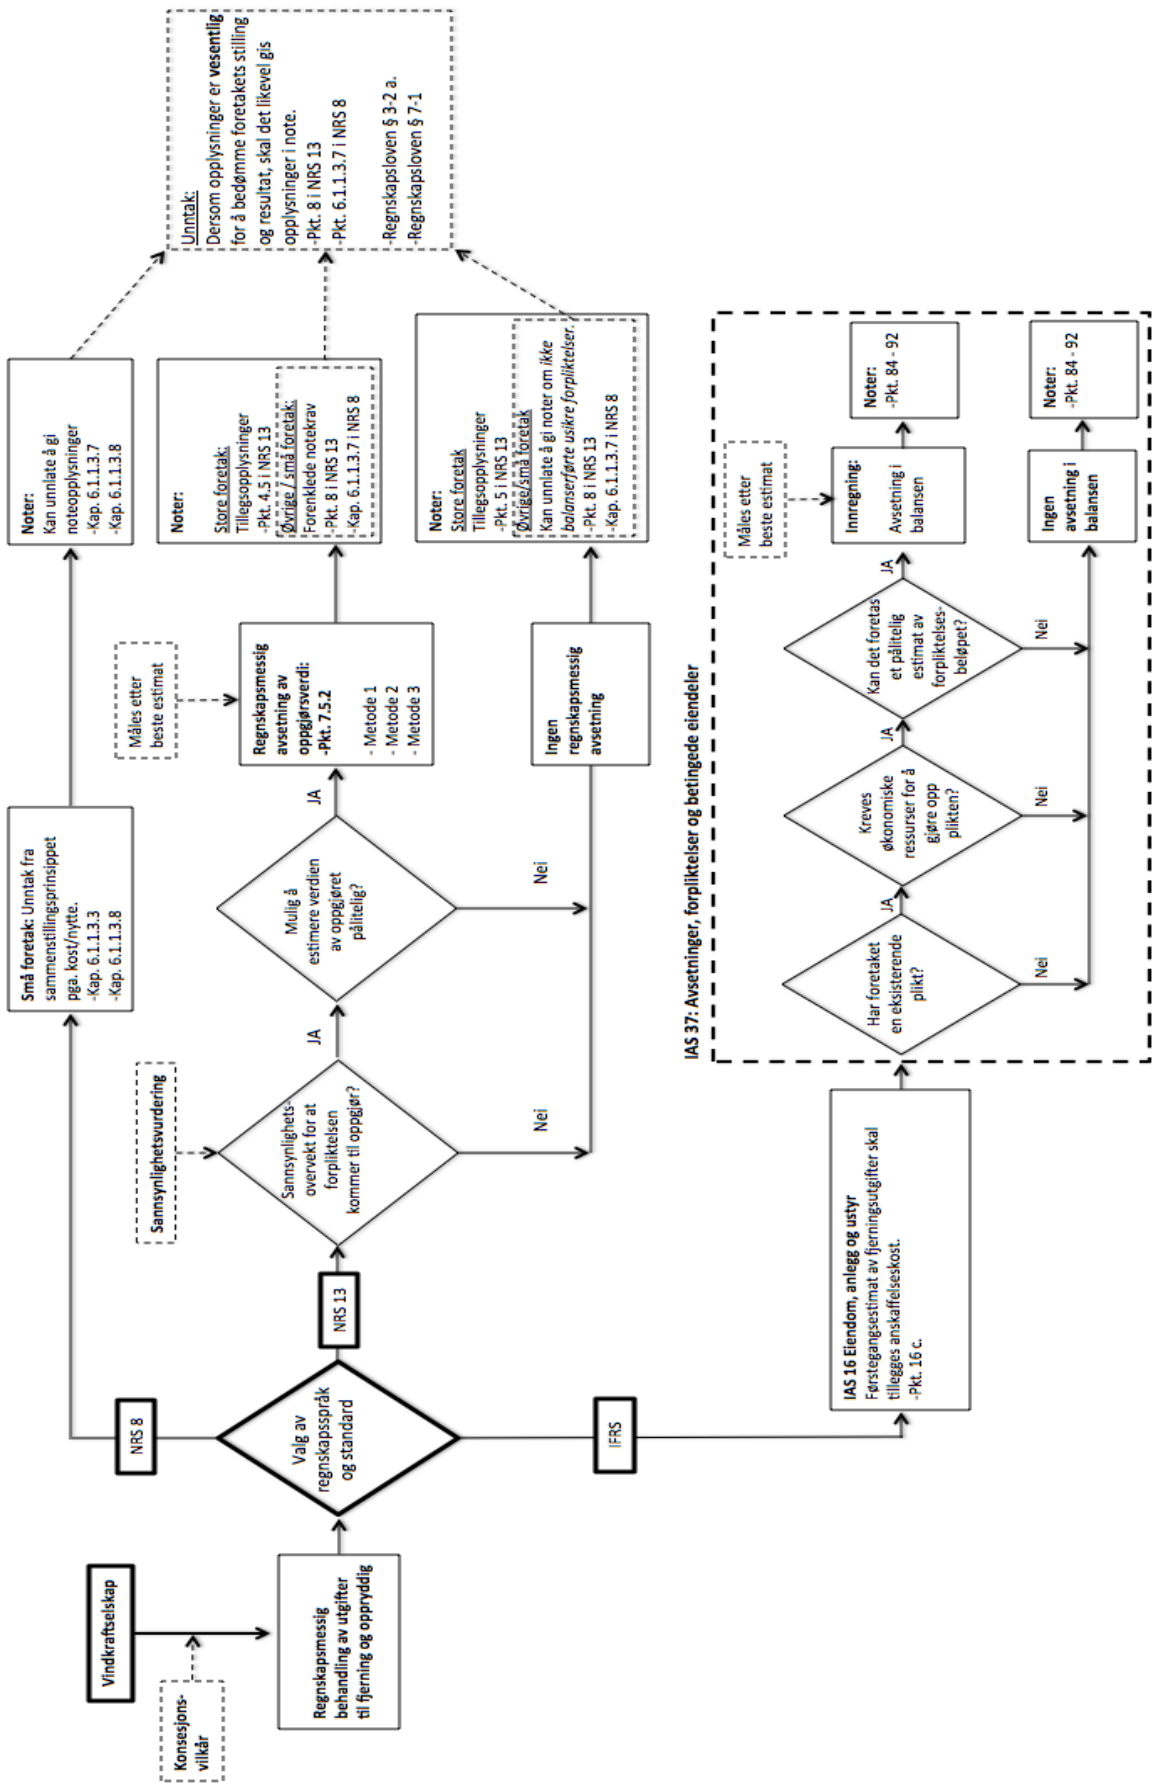 Vindkraftselskap
Konsesjons-
vilkår
Regnskapsmessig
behandling av utgifter
til fjerning og oppryddig
Valg av
regnskapsspråk
og standard
NRS 8
Små foretak: Unntak fra
sammenstillingsprinsippet
pga. kost/nytte.
-Kap. 6.1.1.3.3
-Kap. 6.1.1.3.8
Noter:
Kan unnlate å gi
noteopplysninger
-Kap. 6.1.1.3.7
-Kap. 6.1.1.3.8
NRS 13
Sannsynlighetsvurdering
Sannsynlighets-
overvekt for at
forpliktelsen
kommer til oppgjør?
JA
Nei
Mulig å
estimere verdien
av oppgjøret
pålitelig?
JA
Nei
Måles etter
beste estimat
Regnskapsmessig
avsetning av
oppgjørsverdi:
-Pkt. 7.5.2
- Metode 1
- Metode 2
- Metode 3
Noter:
Store foretak:
Tillegsopplysninger
-Pkt. 4.5 i NRS 13
Øvrige / små foretak:
Forenklede notekrav
-Pkt. 8 i NRS 13
-Kap. 6.1.1.3.7 i NRS 8
Ingen
regnskapsmessig
avsetning
Noter:
Store foretak
Tillegsopplysninger
-Pkt. 5 i NRS 13
Øvrige/små foretak
Kan unnlate å gi noter om ikke
balanserførte usikre forpliktelser.
-Pkt. 8 i NRS 13
-Kap. 6.1.1.3.7 i NRS 8
Unntak:
Dersom opplysninger er vesentlig
for å bedømme foretakets stilling
og resultat, skal det likevel gis
opplysninger i note.
-Pkt. 8 i NRS 13
-Pkt. 6.1.1.3.7 i NRS 8
-Regnskapsloven § 3-2 a.
-Regnskapsloven § 7-1
IFRS
IAS 16 Eiendom, anlegg og ustyr
Førstegangsestimat av fjerningsutgifter skal
tillegges anskaffelseskost.
-Pkt. 16 c.
IAS 37: Avsetninger, forpliktelser og betingede eiendeler
Har foretaket
en eksisterende
plikt?
JA
Nei
Kreves
økonomiske
ressurser for å
gjøre opp
plikten?
JA
Nei
Kan det foretas
et pålitelig
estimat av
forpliktelses-
beløpet?
JA
Nei
Måles etter
beste estimat
Innregning:
Avsetning i
balansen
Noter:
-Pkt. 84 - 92
Ingen
avsetning i
balansen
Noter:
-Pkt. 84 - 92